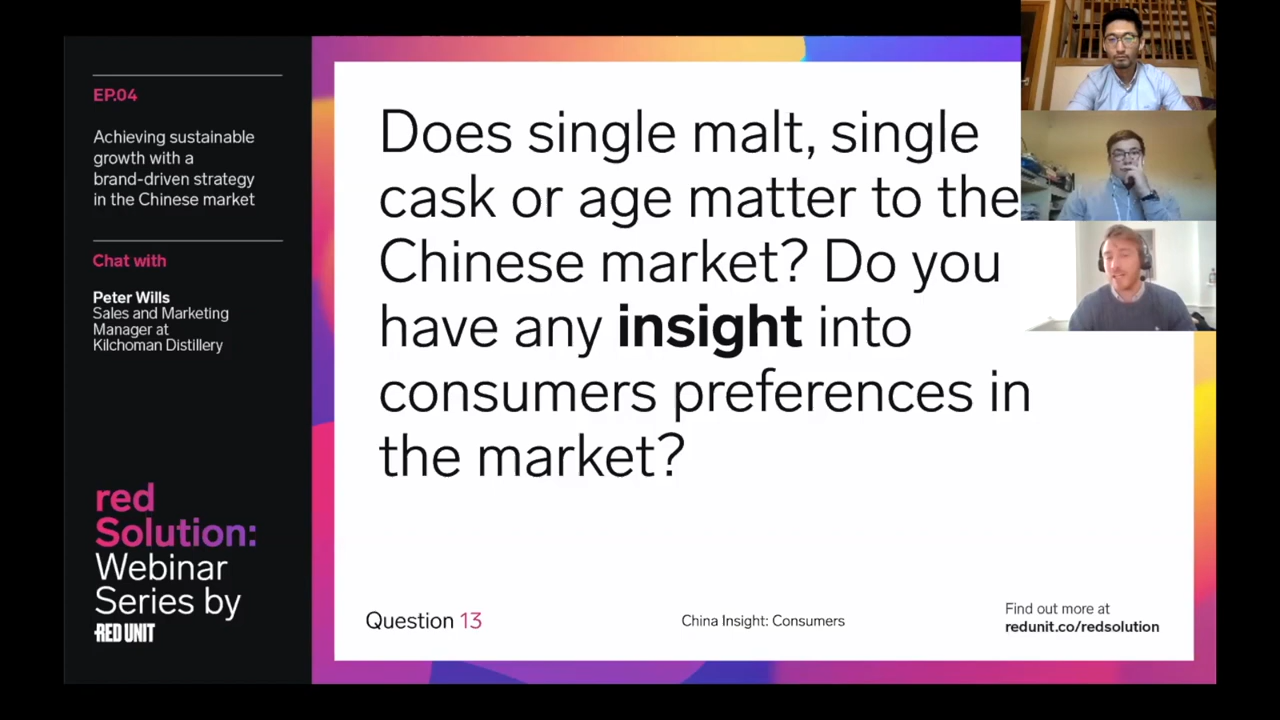 EP.04
Achieving sustainable
growth with a
brand-driven strategy
in the Chinese market
Chat with
Peter Wills
Sales and Marketing
Manager at
Kilchoman Distillery
red
Solution:
Webinar
Series by
RED UNIT
Does single malt, single
cask or age matter to the
Chinese market? Do you
have any insight into
consumers preferences in
the market?
Question 13
China Insight: Consumers
Find out more at
redunit.co/redsolution